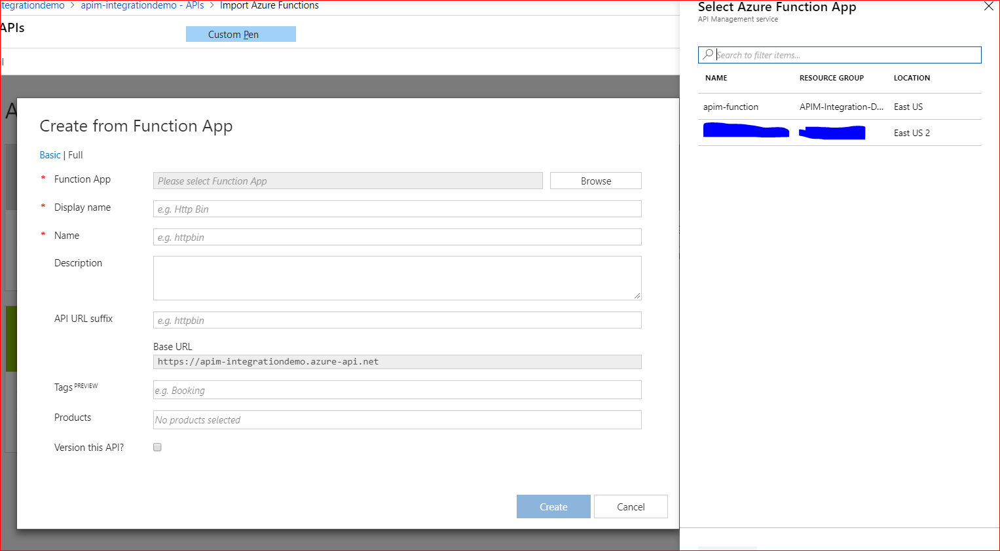 tegrationdemo > apim-integrationdemo - APIs > Import Azure Functions
APIs
Custom Pen
Create from Function App
Basic | Full
* Function App
Please select Function App
Browse
* Display name
e.g. Http Bin
* Name
e.g. httpbin
Description
API URL suffix
e.g. httpbin
Base URL
https://apim-integrationdemo.azure-api.net
Tags PREVIEW
e.g. Booking
Products
No products selected
Version this API?
Create
Cancel
Select Azure Function App
API Management service
Search to filter items...
NAME RESOURCE GROUP LOCATION
apim-function APIM-Integration-D... East US
East US 2